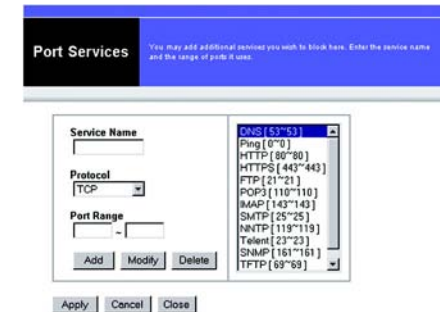 Port Services
You may add additional services you wish to block here. Enter the service name
and the range of ports it uses.
Service Name
Protocol
TCP
Port Range
~
Add Modify Delete
DNS [ 53~53 ]
Ping [ 0~0 ]
HTTP [ 80~80 ]
HTTPS [ 443~443 ]
FTP [ 21~21 ]
POP3 [ 110~110 ]
IMAP [ 143~143 ]
SMTP [ 25~25 ]
NNTP [ 119~119 ]
Telent [ 23~23 ]
SNMP [ 161~161 ]
TFTP [ 69~69 ]
Apply Cancel Close